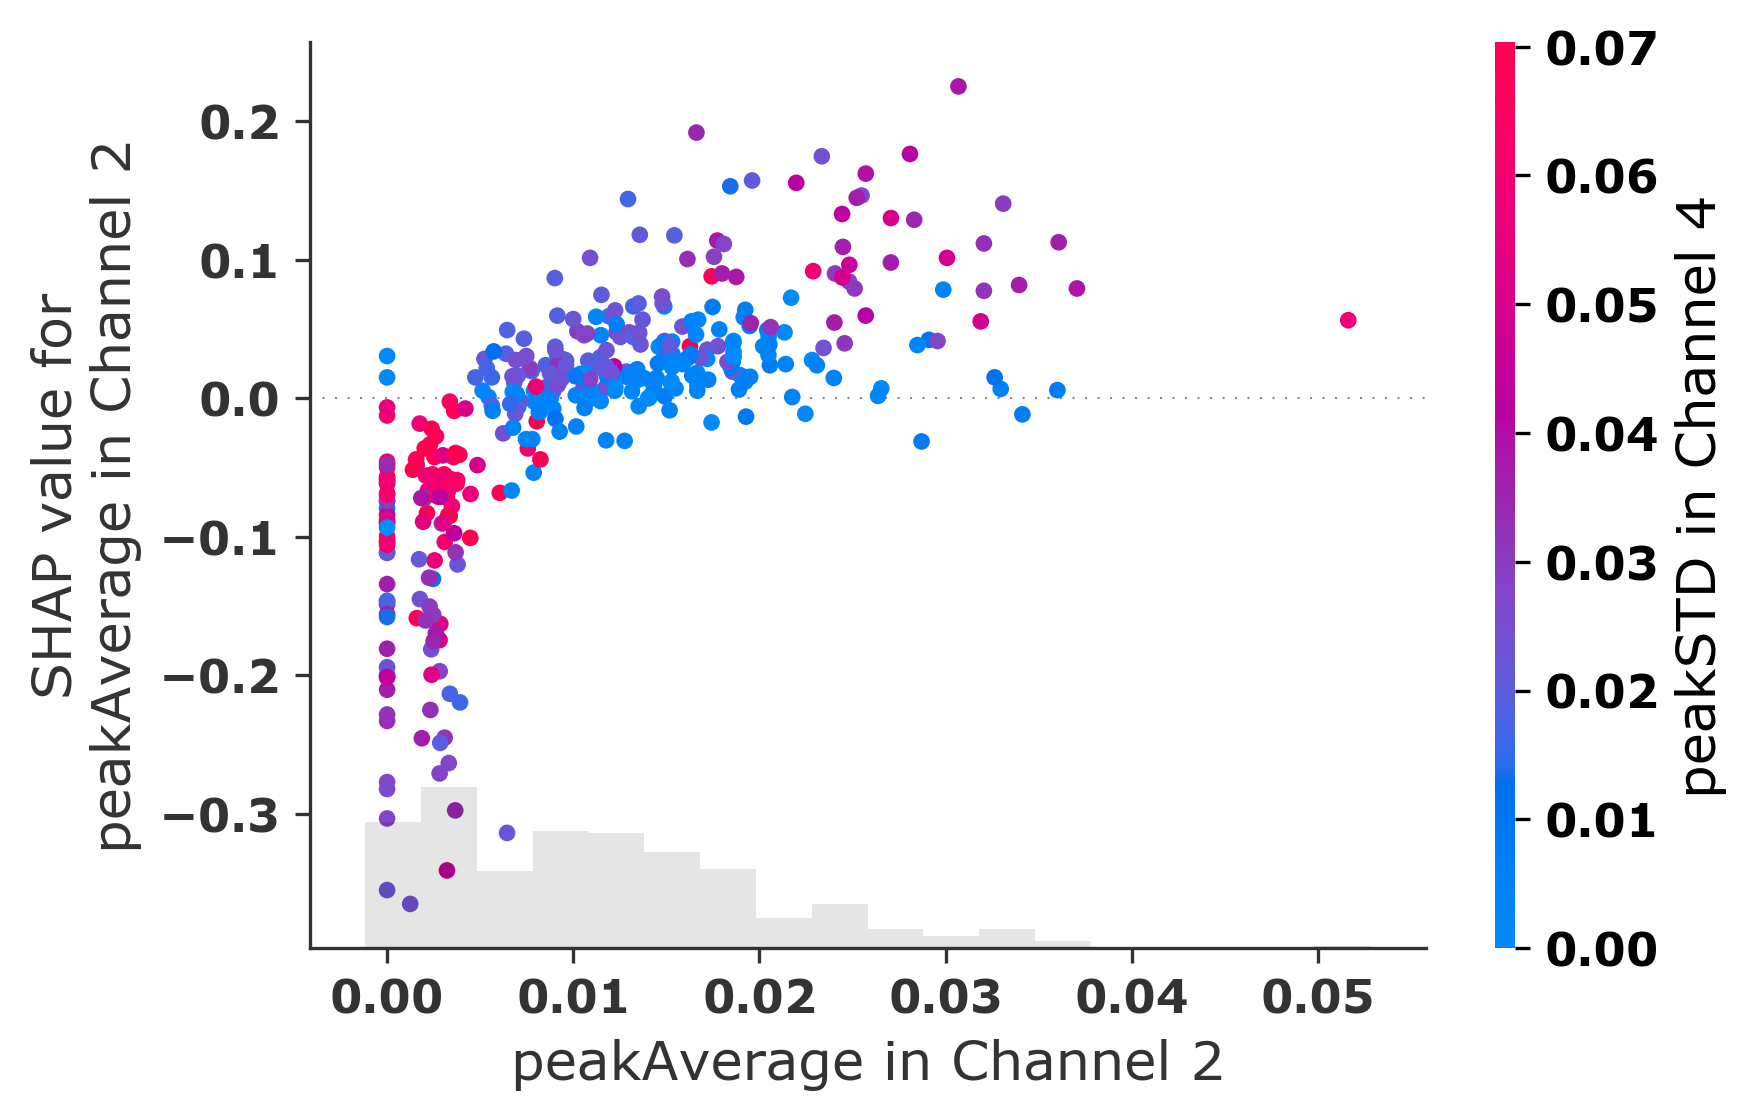 SHAP value for
peakAverage in Channel 2
0.2
0.1
0.0
−0.1
−0.2
−0.3
0.00 0.01 0.02 0.03 0.04 0.05
peakAverage in Channel 2
0.07
0.06
0.05
0.04
0.03
0.02
0.01
0.00
peakSTD in Channel 4